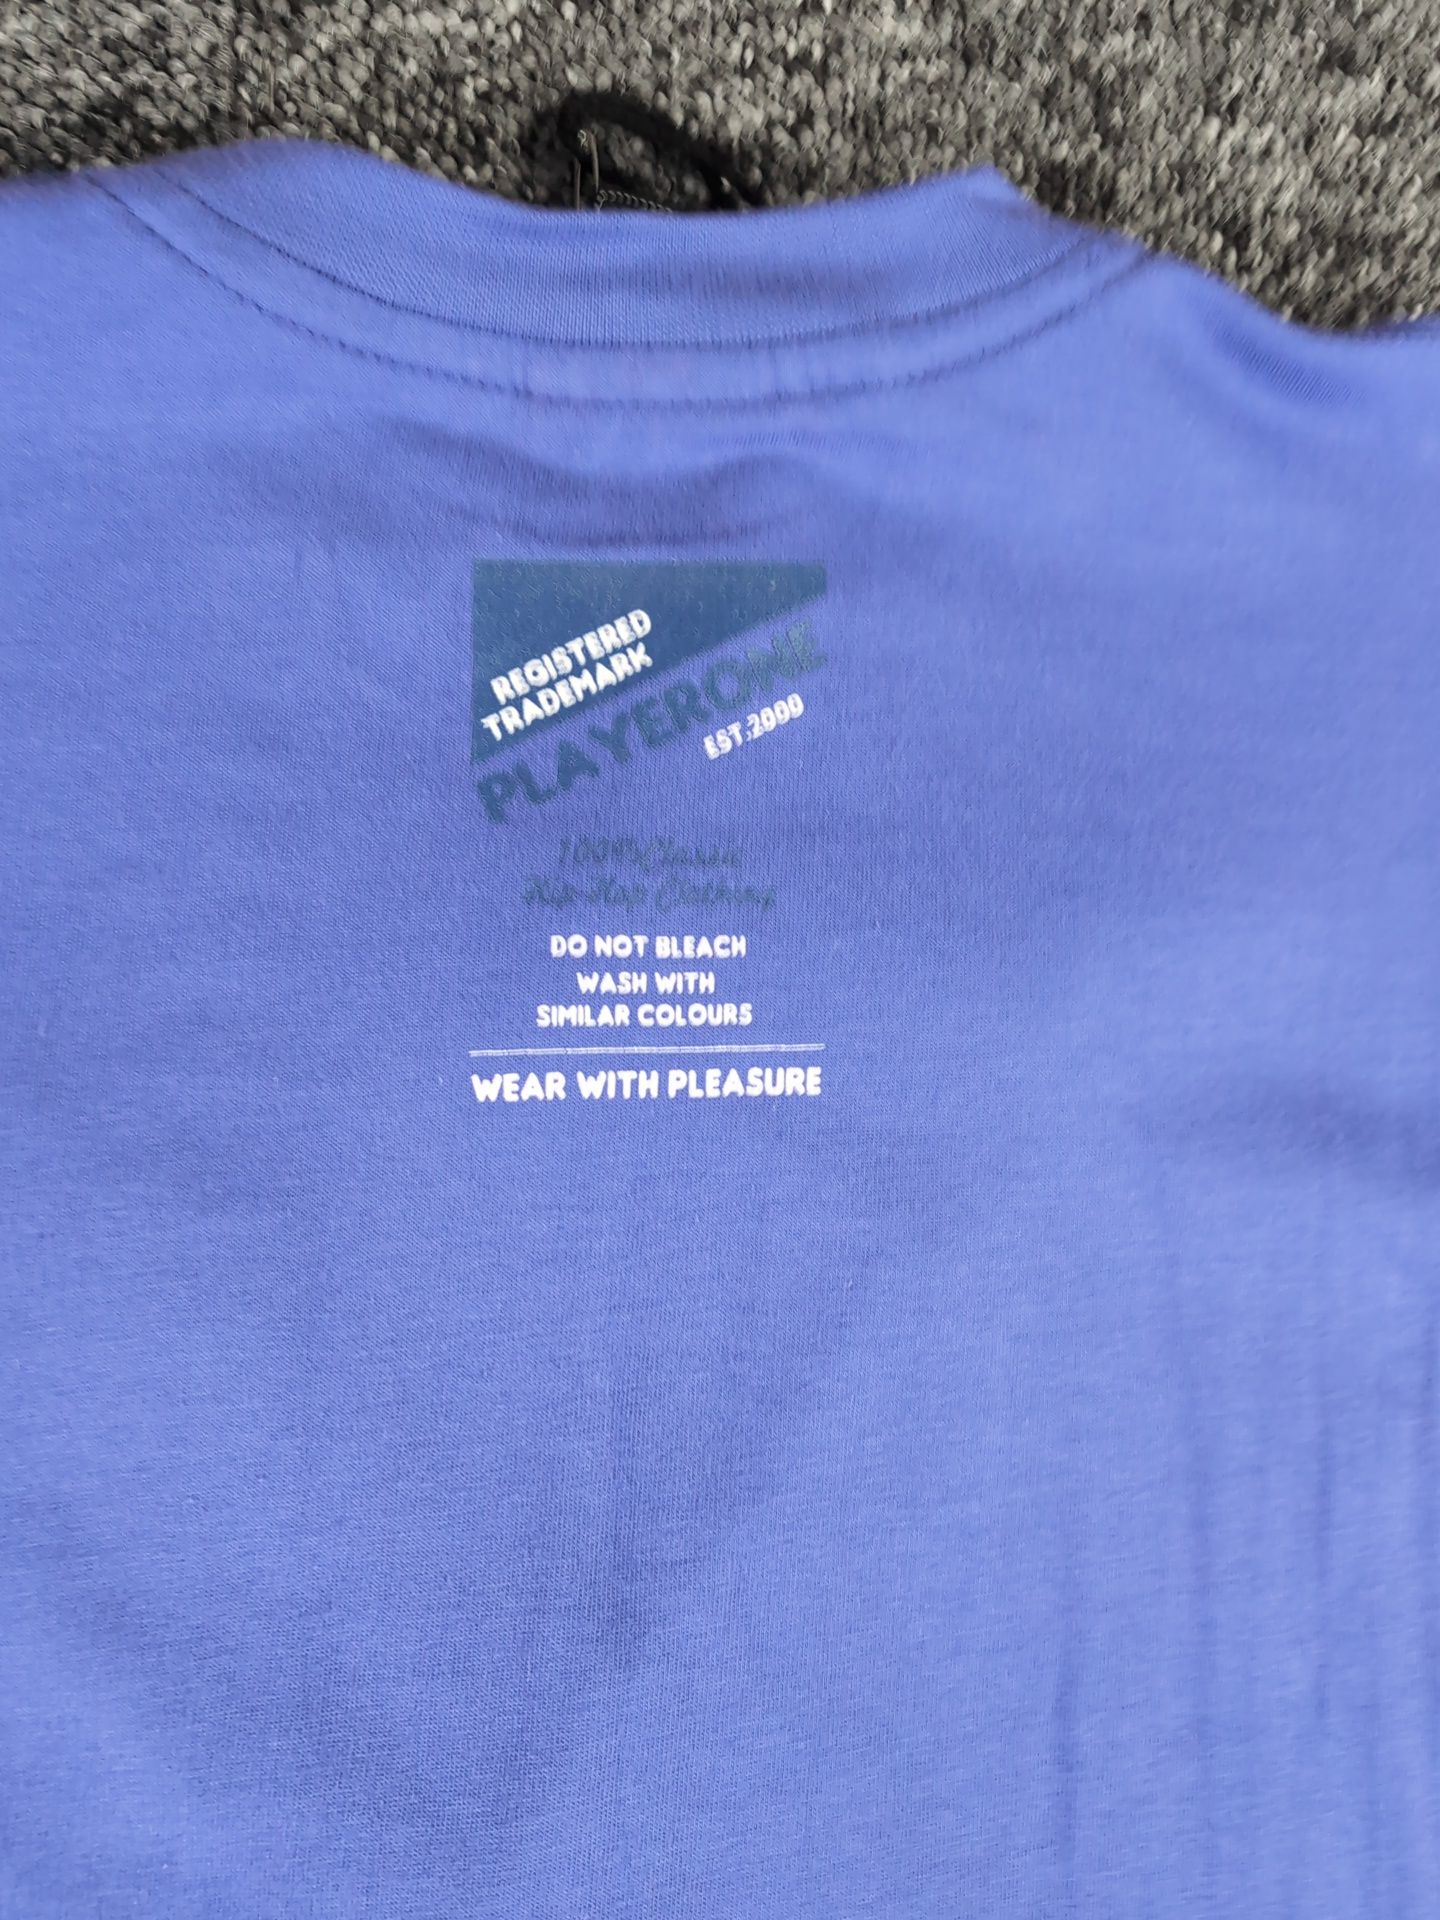 REGISTERED
TRADEMARK
PLAYERONE
EST.2000
100% Classic
Hip-Hop Clothing
DO NOT BLEACH
WASH WITH
SIMILAR COLOURS
WEAR WITH PLEASURE